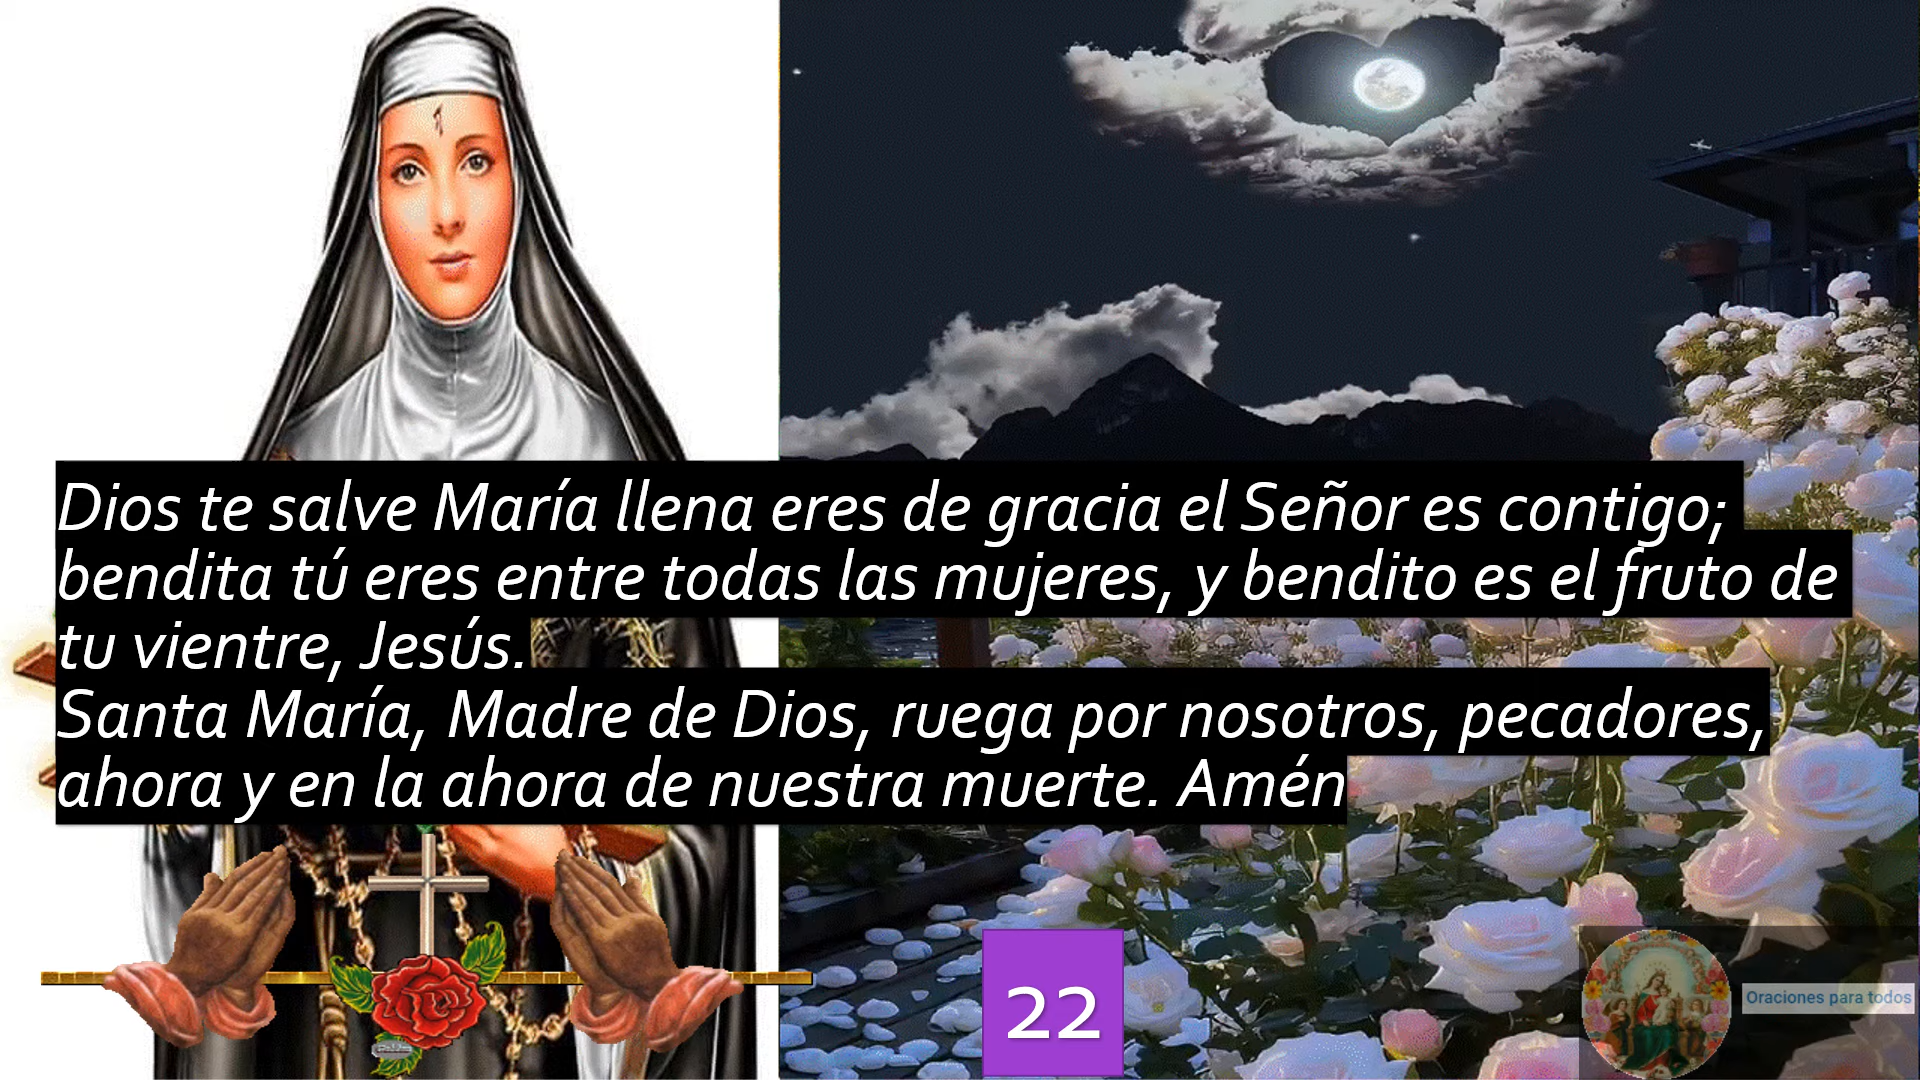 Dios te salve María llena eres de gracia el Señor es contigo;
bendita tú eres entre todas las mujeres, y bendito es el fruto de
tu vientre, Jesús.
Santa María, Madre de Dios, ruega por nosotros, pecadores,
ahora y en la ahora de nuestra muerte. Amén
22
Oraciones para todos